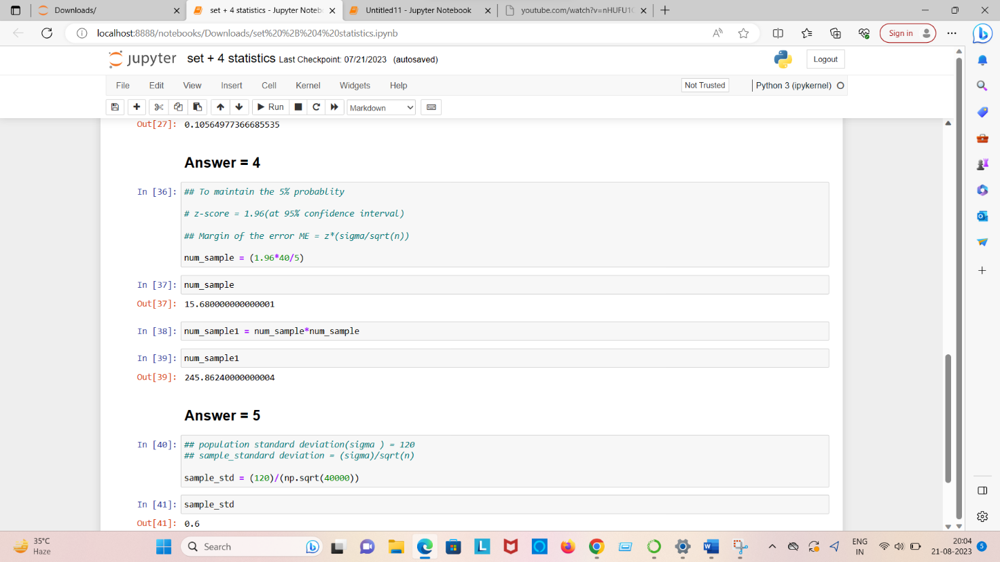 Downloads/
set + 4 statistics - Jupyter Noteb
Untitled11 - Jupyter Notebook
youtube.com/watch?v=nHUFU1
localhost:8888/notebooks/Downloads/set%20%2B%204%20statistics.ipynb
Sign in
jupyter set + 4 statistics Last Checkpoint: 07/21/2023 (autosaved)
Logout
File Edit View Insert Cell Kernel Widgets Help
Not Trusted
Python 3 (ipykernel)
Run
Markdown
Out[27]: 0.10564977366685535
Answer = 4
In [36]: ## To maintain the 5% probablity
# z-score = 1.96(at 95% confidence interval)
## Margin of the error ME = z*(sigma/sqrt(n))
num_sample = (1.96*40/5)
In [37]: num_sample
Out[37]: 15.680000000000001
In [38]: num_sample1 = num_sample*num_sample
In [39]: num_sample1
Out[39]: 245.86240000000004
Answer = 5
In [40]: ## population standard deviation(sigma ) = 120
## sample_standard deviation = (sigma)/sqrt(n)
sample_std = (120)/(np.sqrt(40000))
In [41]: sample_std
Out[41]: 0.6
35°C
Haze
Search
ENG
IN
20:04
21-08-2023
5